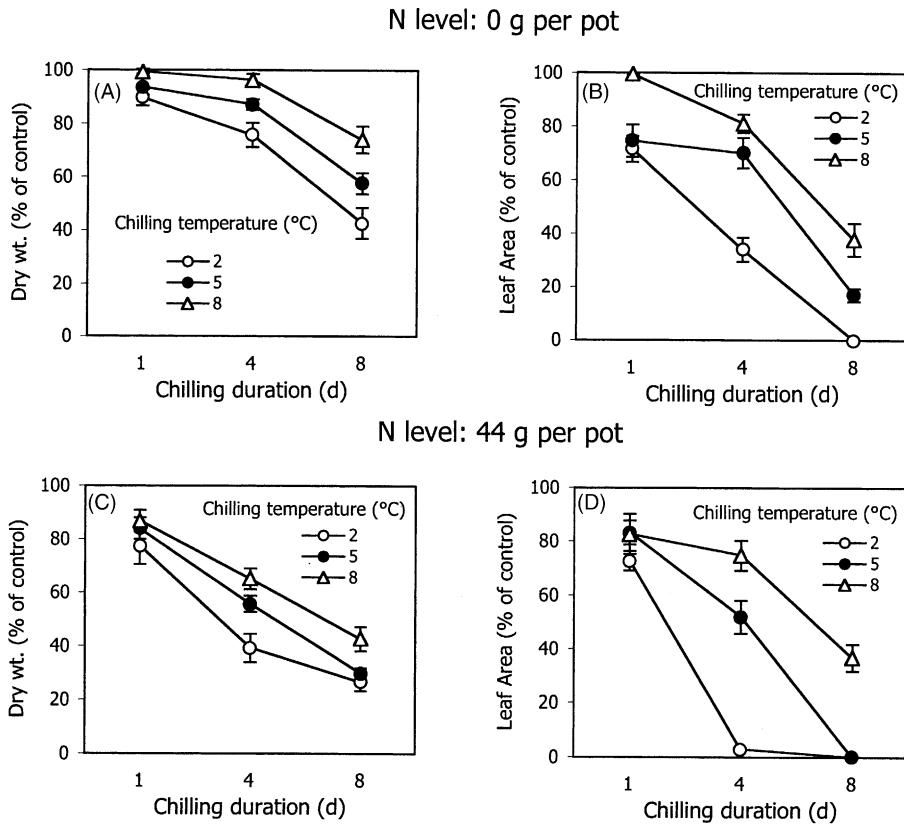 N level: 0 g per pot
Dry wt. (% of control)
100
80
60
40
20
0
(A)
Chilling temperature (°C)
2
5
8
1 4 8
Chilling duration (d)
Leaf Area (% of control)
100
80
60
40
20
0
(B)
Chilling temperature (°C)
2
5
8
1 4 8
Chilling duration (d)
N level: 44 g per pot
Dry wt. (% of control)
100
80
60
40
20
0
(C)
Chilling temperature (°C)
2
5
8
1 4 8
Chilling duration (d)
Leaf Area (% of control)
100
80
60
40
20
0
(D)
Chilling temperature (°C)
2
5
8
1 4 8
Chilling duration (d)